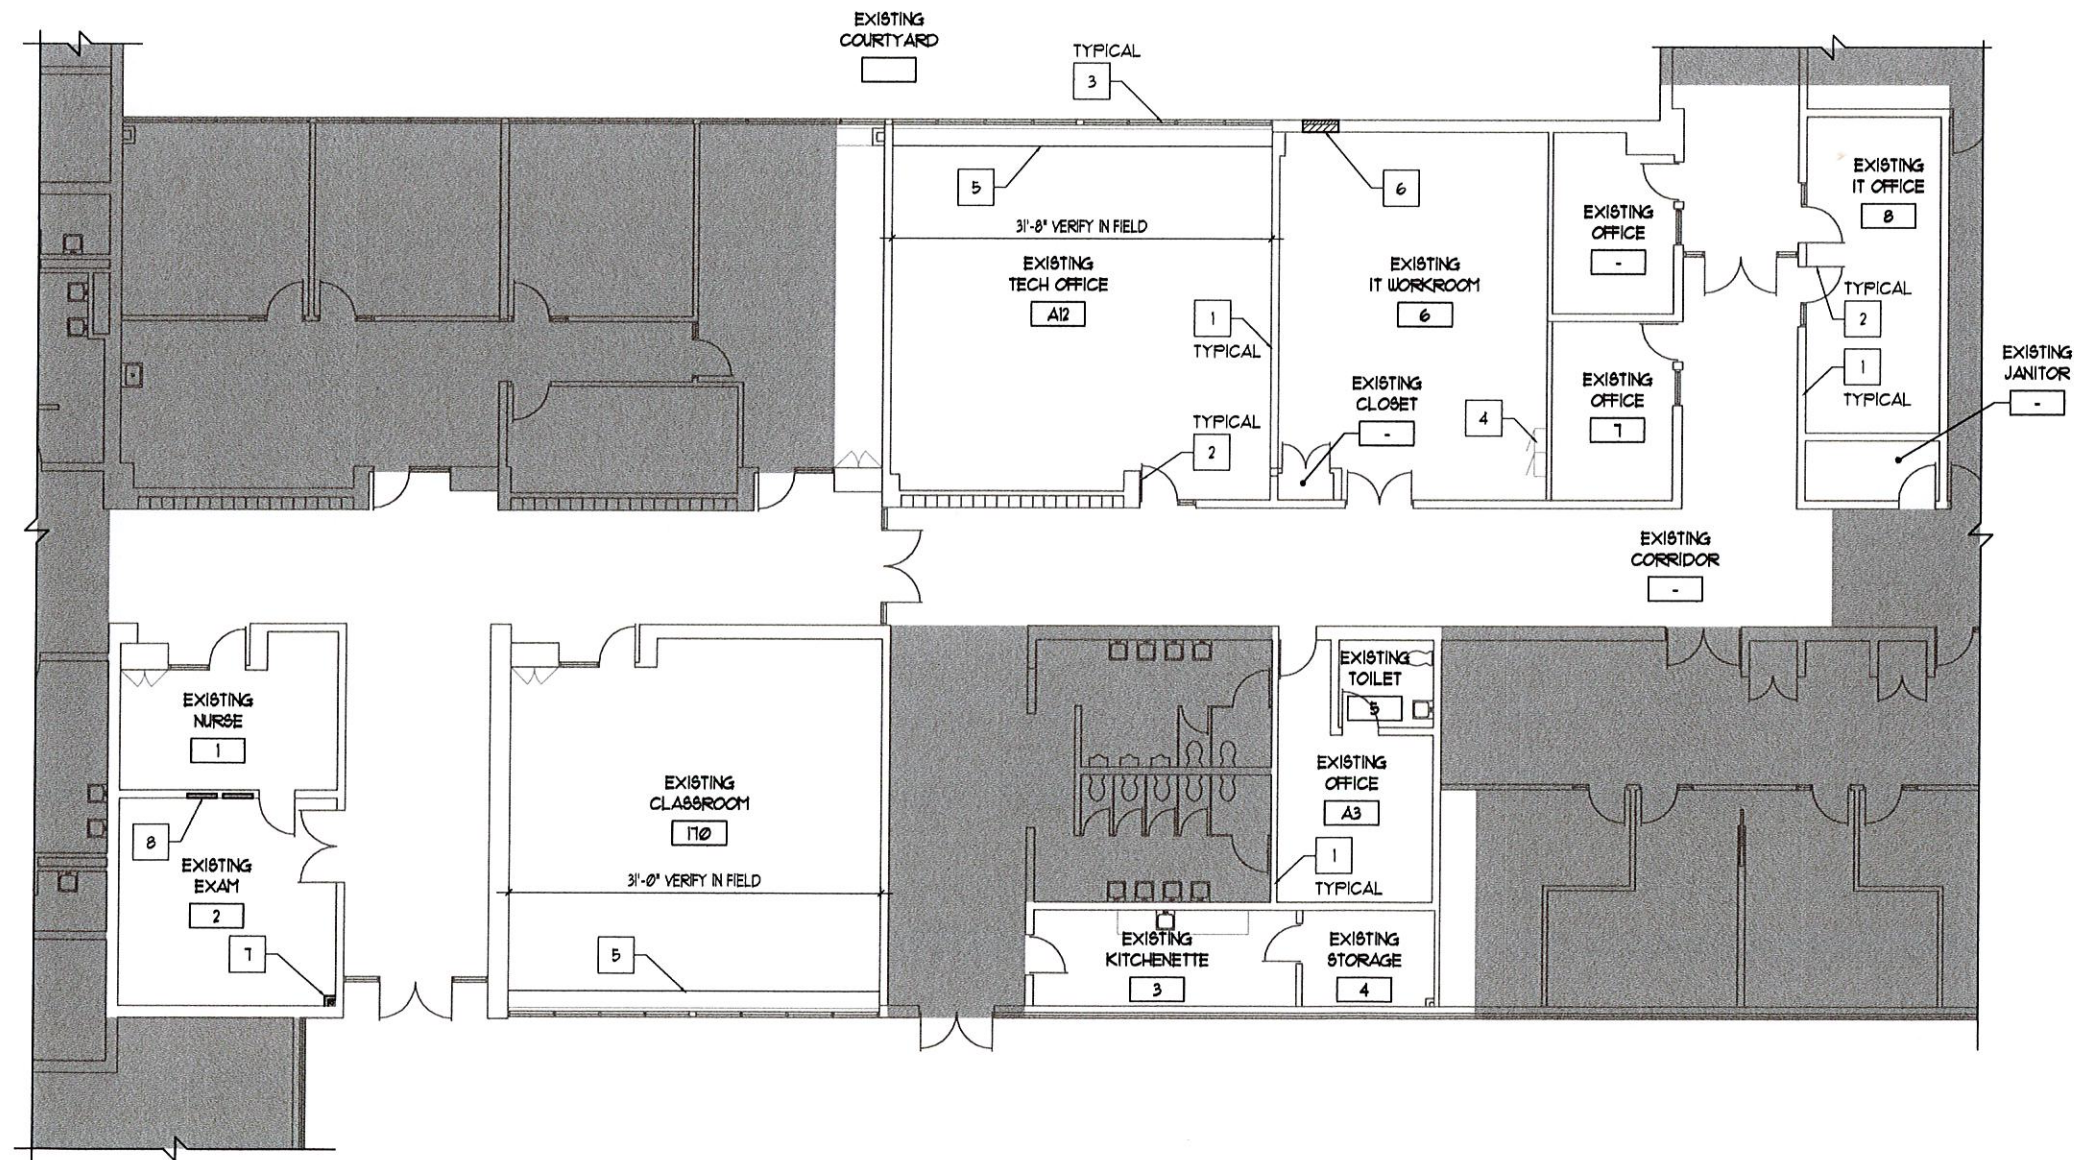 EXISTING
COURTYARD
TYPICAL
3
5
6
31'-8" VERIFY IN FIELD
EXISTING
TECH OFFICE
A12
1
TYPICAL
TYPICAL
2
EXISTING
IT WORKROOM
6
EXISTING
CLOSET
-
4
EXISTING
OFFICE
-
EXISTING
OFFICE
7
EXISTING
IT OFFICE
8
TYPICAL
2
1
TYPICAL
EXISTING
JANITOR
-
EXISTING
CORRIDOR
-
EXISTING
NURSE
1
8
EXISTING
EXAM
2
7
EXISTING
CLASSROOM
170
31'-0" VERIFY IN FIELD
5
EXISTING
TOILET
5
EXISTING
OFFICE
A3
1
TYPICAL
EXISTING
KITCHENETTE
3
EXISTING
STORAGE
4